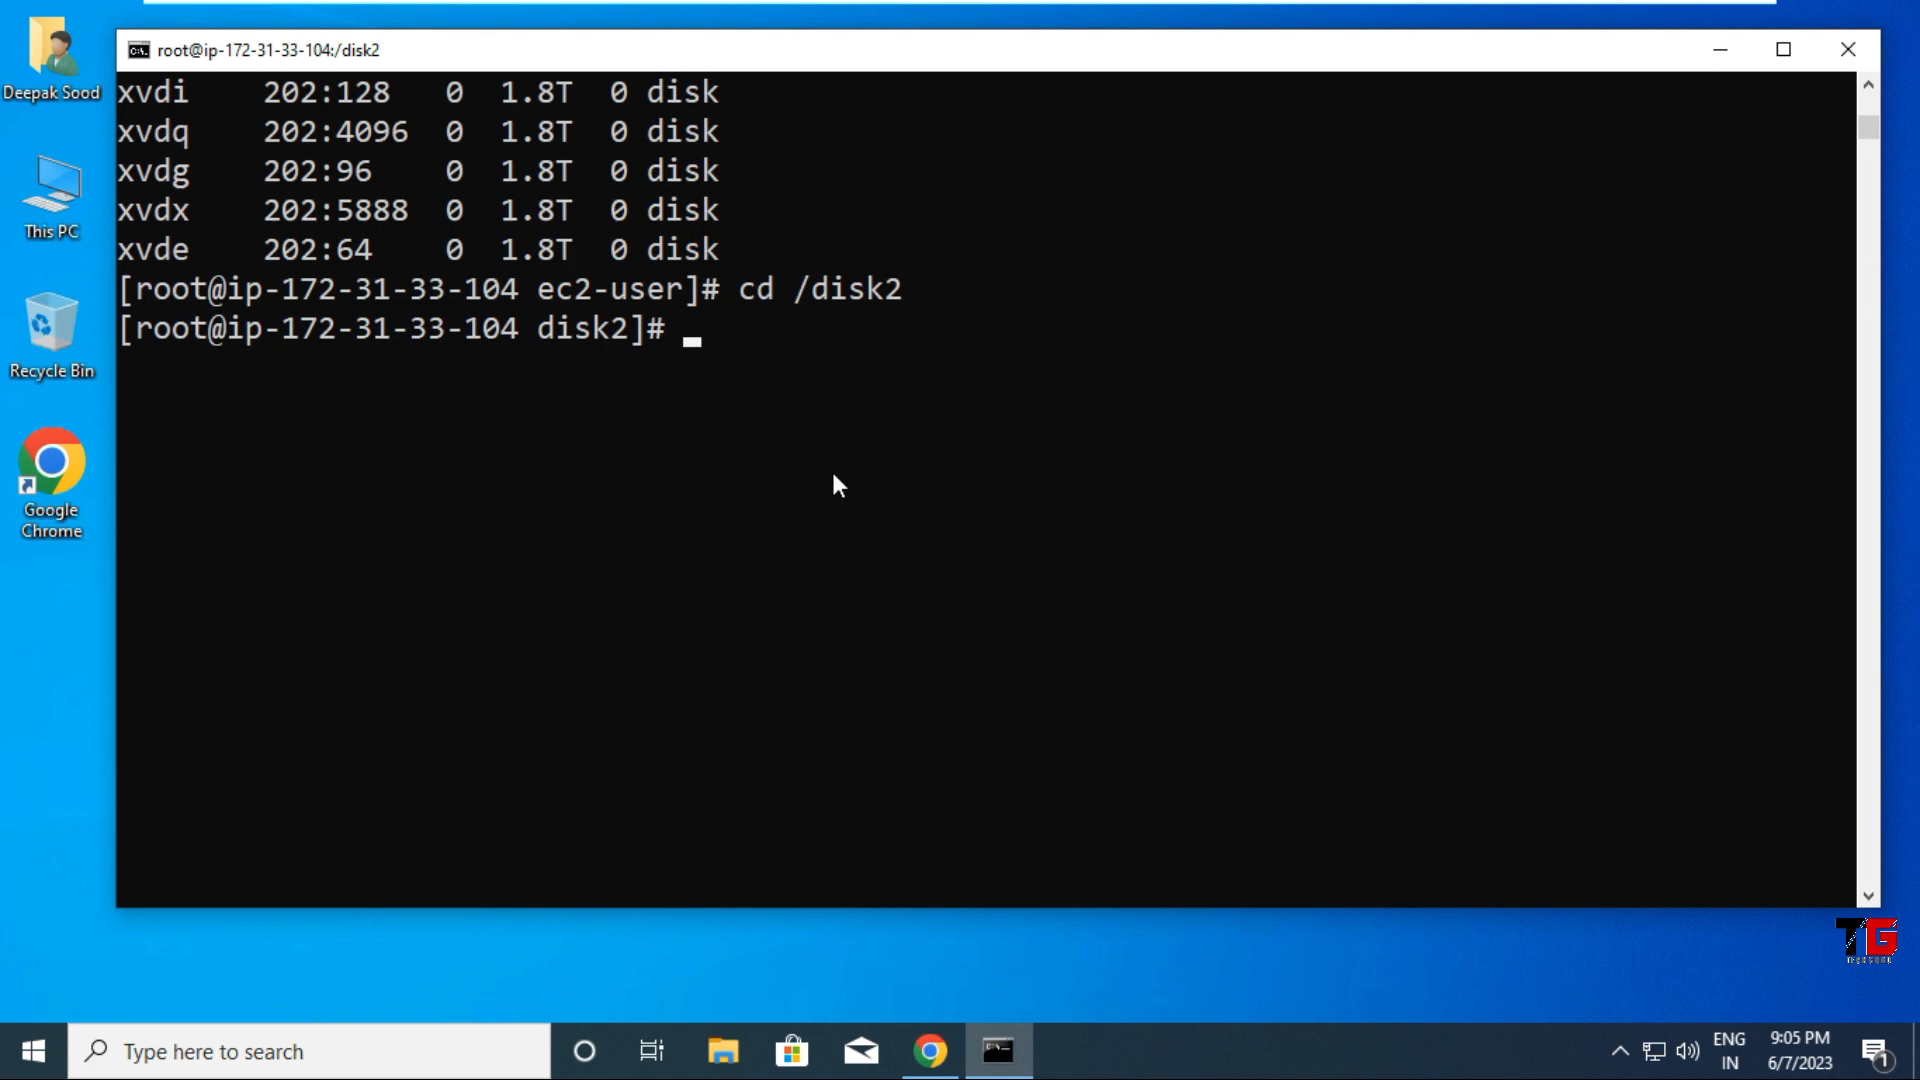 root@ip-172-31-33-104:/disk2
xvdi 202:128 0 1.8T 0 disk
xvdq 202:4096 0 1.8T 0 disk
xvdg 202:96 0 1.8T 0 disk
xvdx 202:5888 0 1.8T 0 disk
xvde 202:64 0 1.8T 0 disk
[root@ip-172-31-33-104 ec2-user]# cd /disk2
[root@ip-172-31-33-104 disk2]#
Deepak Sood
This PC
Recycle Bin
Google
Chrome
TG
Type here to search
ENG
IN
9:05 PM
6/7/2023
1